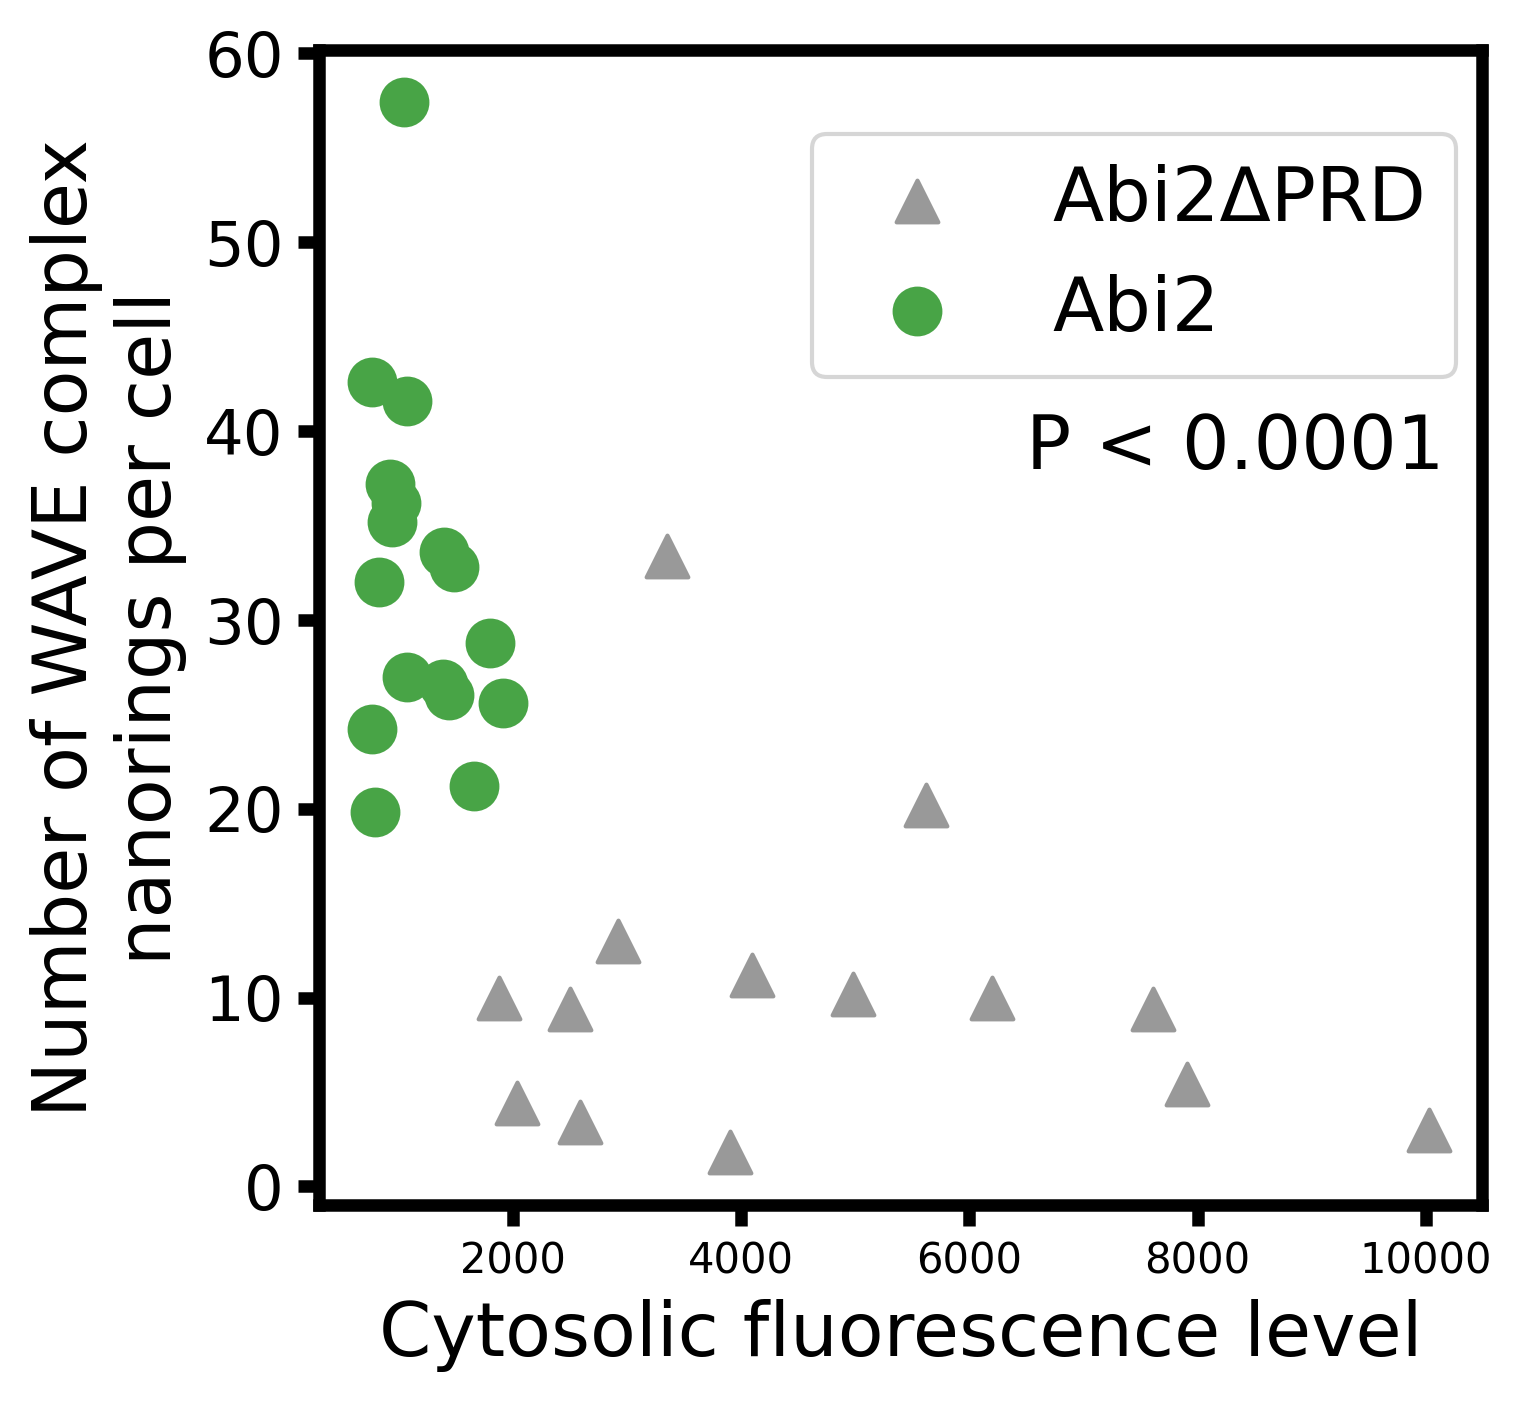 Number of WAVE complex
nanorings per cell
60
50
40
30
20
10
0
Abi2ΔPRD
Abi2
P < 0.0001
2000 4000 6000 8000 10000
Cytosolic fluorescence level